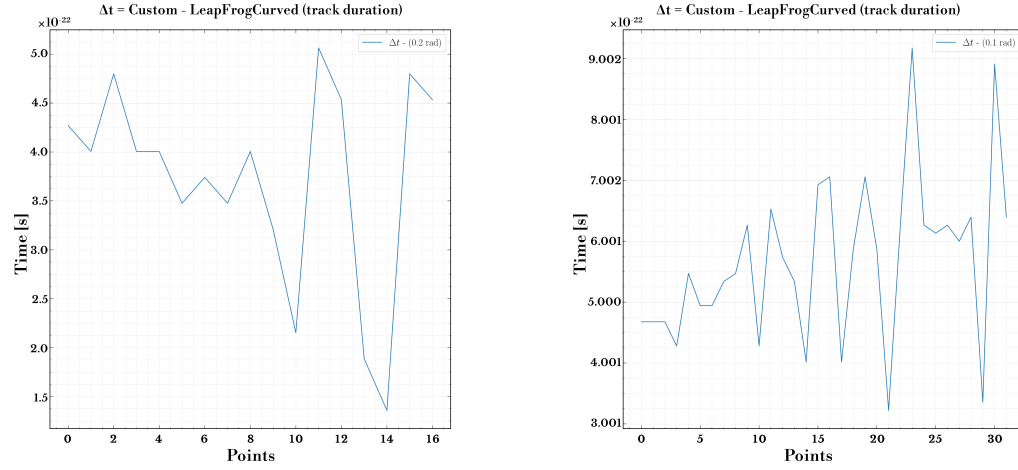 Δt = Custom - LeapFrogCurved (track duration)
×10⁻²²
Δt - (0.2 rad)
5.0
4.5
4.0
3.5
3.0
2.5
2.0
1.5
Time [s]
0 2 4 6 8 10 12 14 16
Points
Δt = Custom - LeapFrogCurved (track duration)
×10⁻²²
Δt - (0.1 rad)
9.002
8.001
7.002
6.001
5.000
4.001
3.001
Time [s]
0 5 10 15 20 25 30
Points